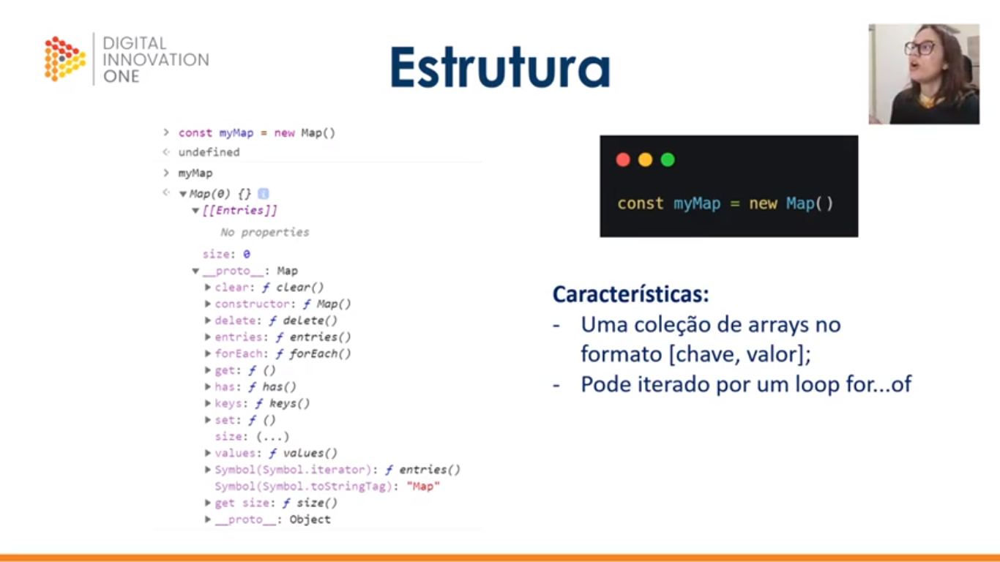 DIGITAL
INNOVATION
ONE
Estrutura
> const myMap = new Map()
< undefined
> myMap
< ▼Map(0) {} i
▼[[Entries]]
No properties
size: 0
▼__proto__: Map
▶clear: ƒ clear()
▶constructor: ƒ Map()
▶delete: ƒ delete()
▶entries: ƒ entries()
▶forEach: ƒ forEach()
▶get: ƒ ()
▶has: ƒ has()
▶keys: ƒ keys()
▶set: ƒ ()
size: (...)
▶values: ƒ values()
▶Symbol(Symbol.iterator): ƒ entries()
Symbol(Symbol.toStringTag): "Map"
▶get size: ƒ size()
▶__proto__: Object
const myMap = new Map()
Características:
- Uma coleção de arrays no
formato [chave, valor];
- Pode iterado por um loop for...of